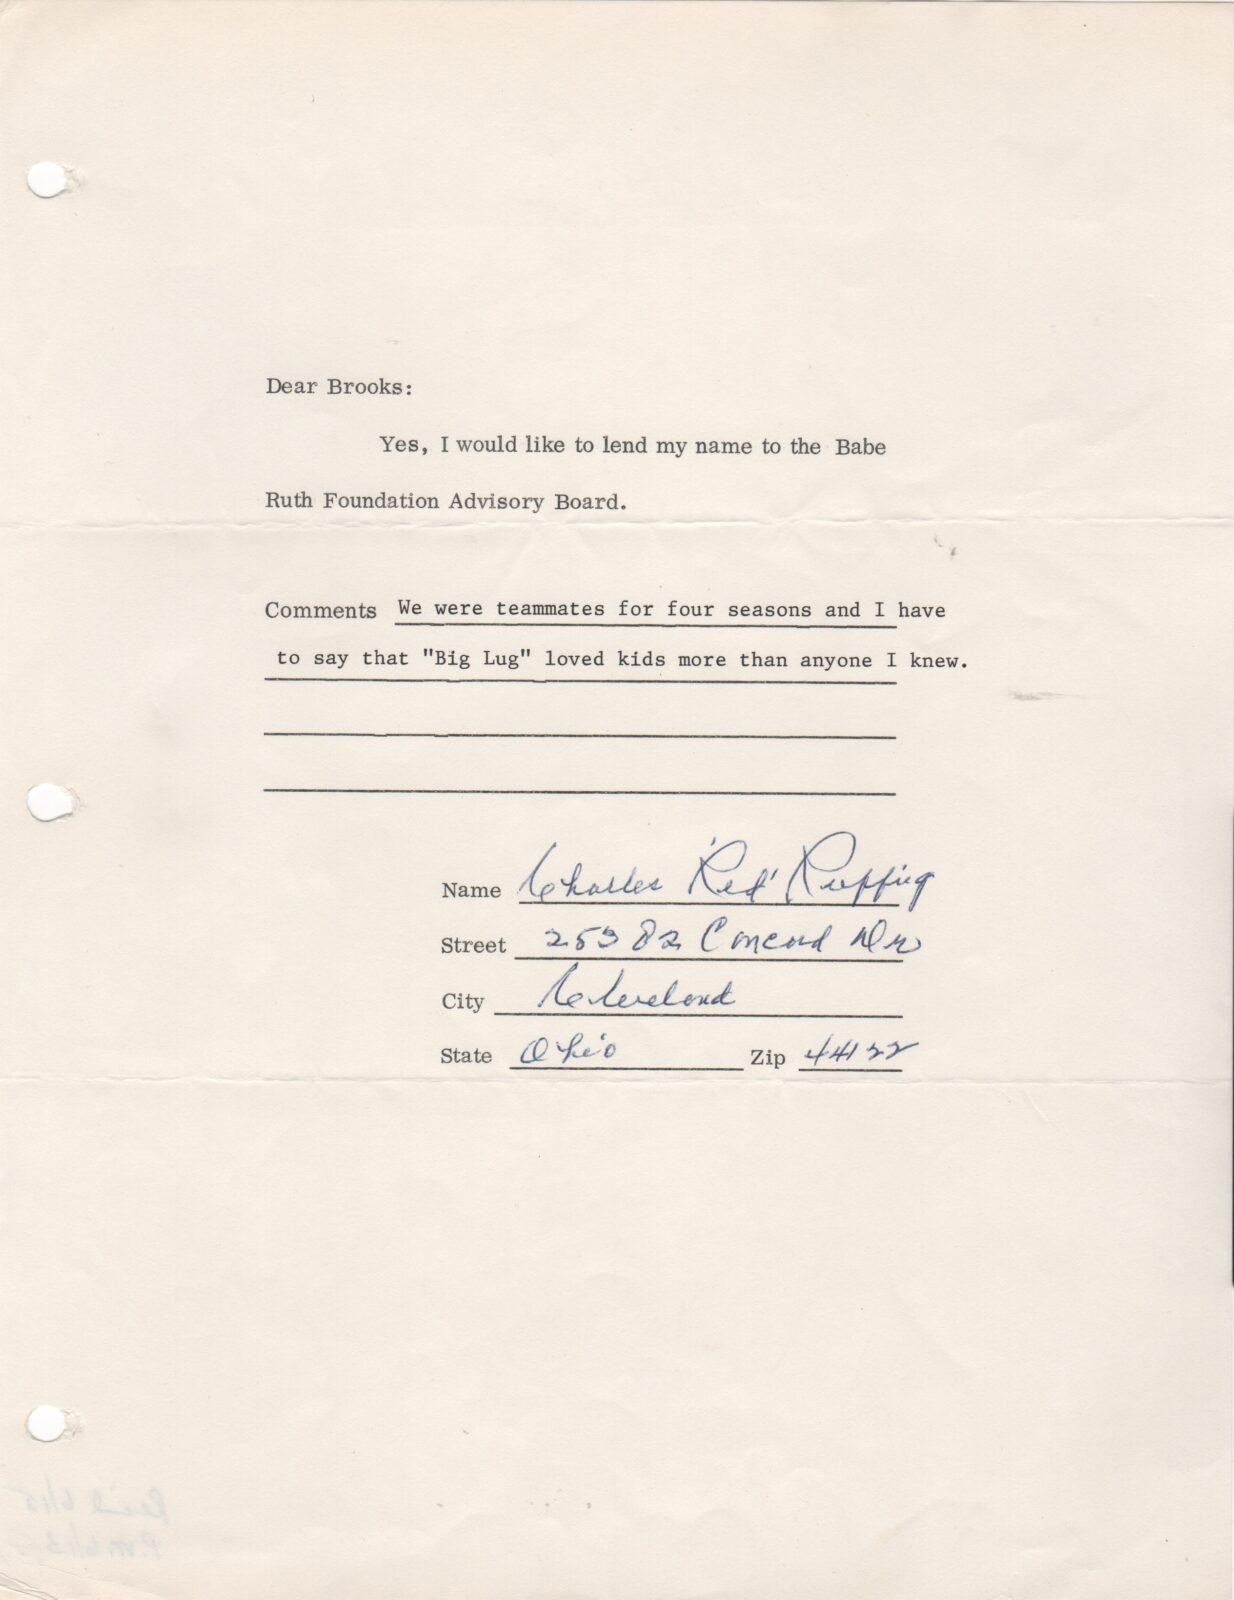 Dear Brooks:
Yes, I would like to lend my name to the Babe
Ruth Foundation Advisory Board.
Comments We were teammates for four seasons and I have
to say that "Big Lug" loved kids more than anyone I knew.
Name Charles 'Red' Ruffing
Street 25382 Concord Dr
City Cleveland
State Ohio Zip 44122